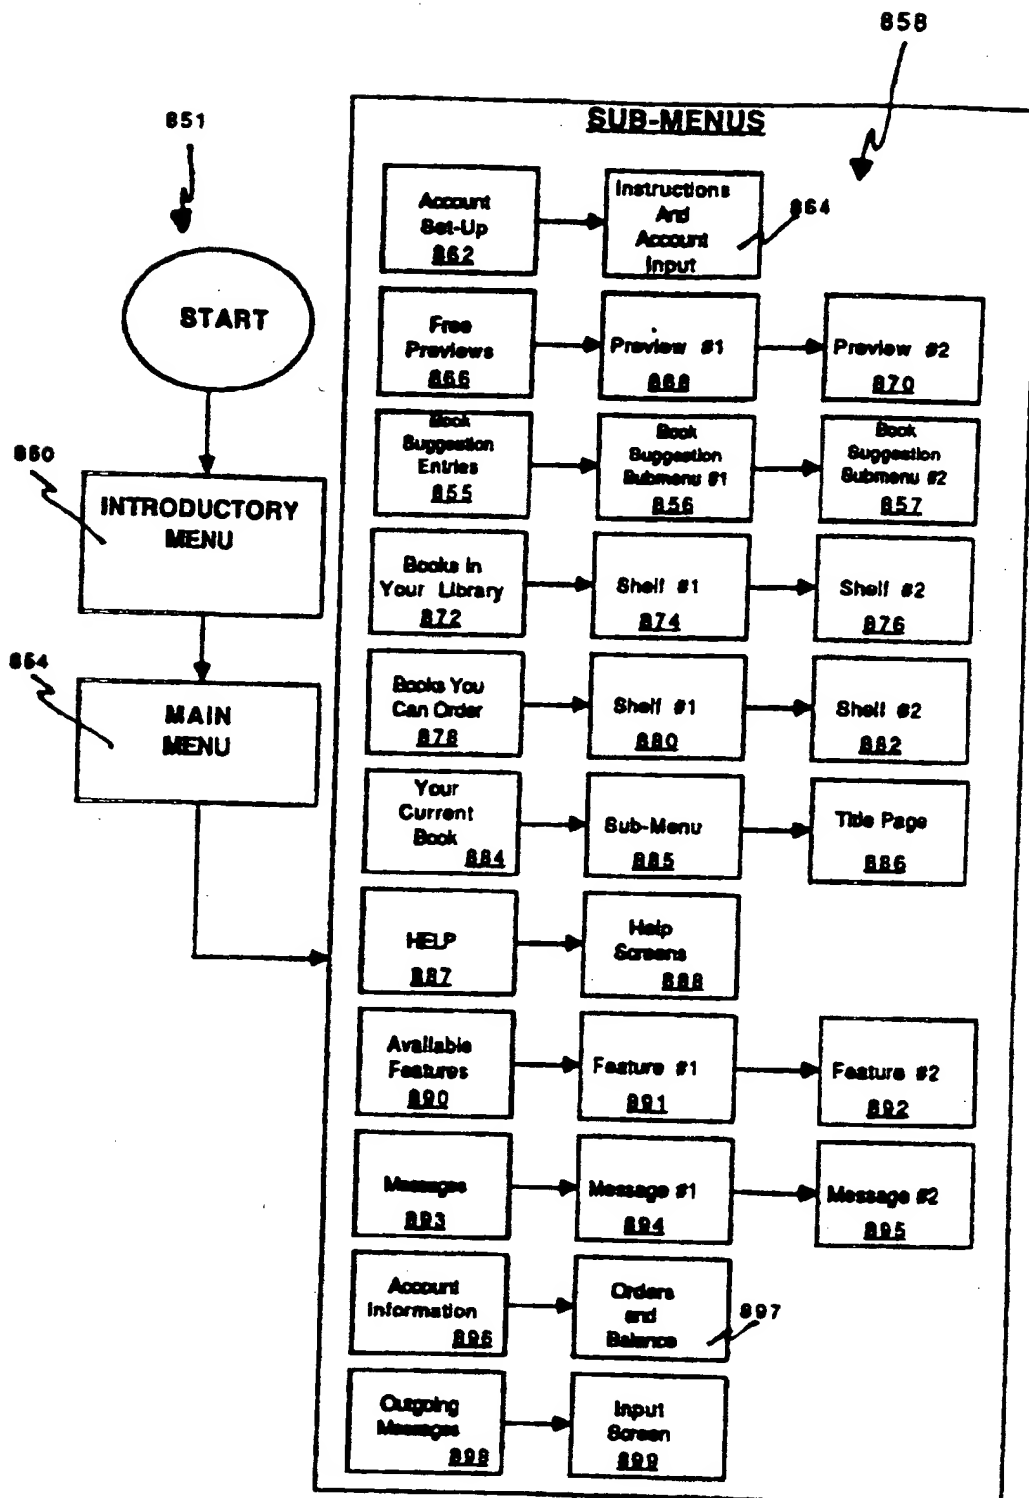 858
851
SUB-MENUS
Account
Set-Up
862
Instructions
And
Account
Input
864
START
Free
Previews
866
Preview #1
868
Preview #2
870
Book
Suggestion
Entries
855
Book
Suggestion
Submenu #1
856
Book
Suggestion
Submenu #2
857
850
INTRODUCTORY
MENU
Books In
Your Library
872
Shelf #1
874
Shelf #2
876
854
MAIN
MENU
Books You
Can Order
878
Shelf #1
880
Shelf #2
882
Your
Current
Book
884
Sub-Menu
885
Title Page
886
HELP
887
Help
Screens
888
Available
Features
890
Feature #1
891
Feature #2
892
Messages
893
Message #1
894
Message #2
895
Account
Information
896
Orders
and
Balance
897
Outgoing
Messages
898
Input
Screen
899